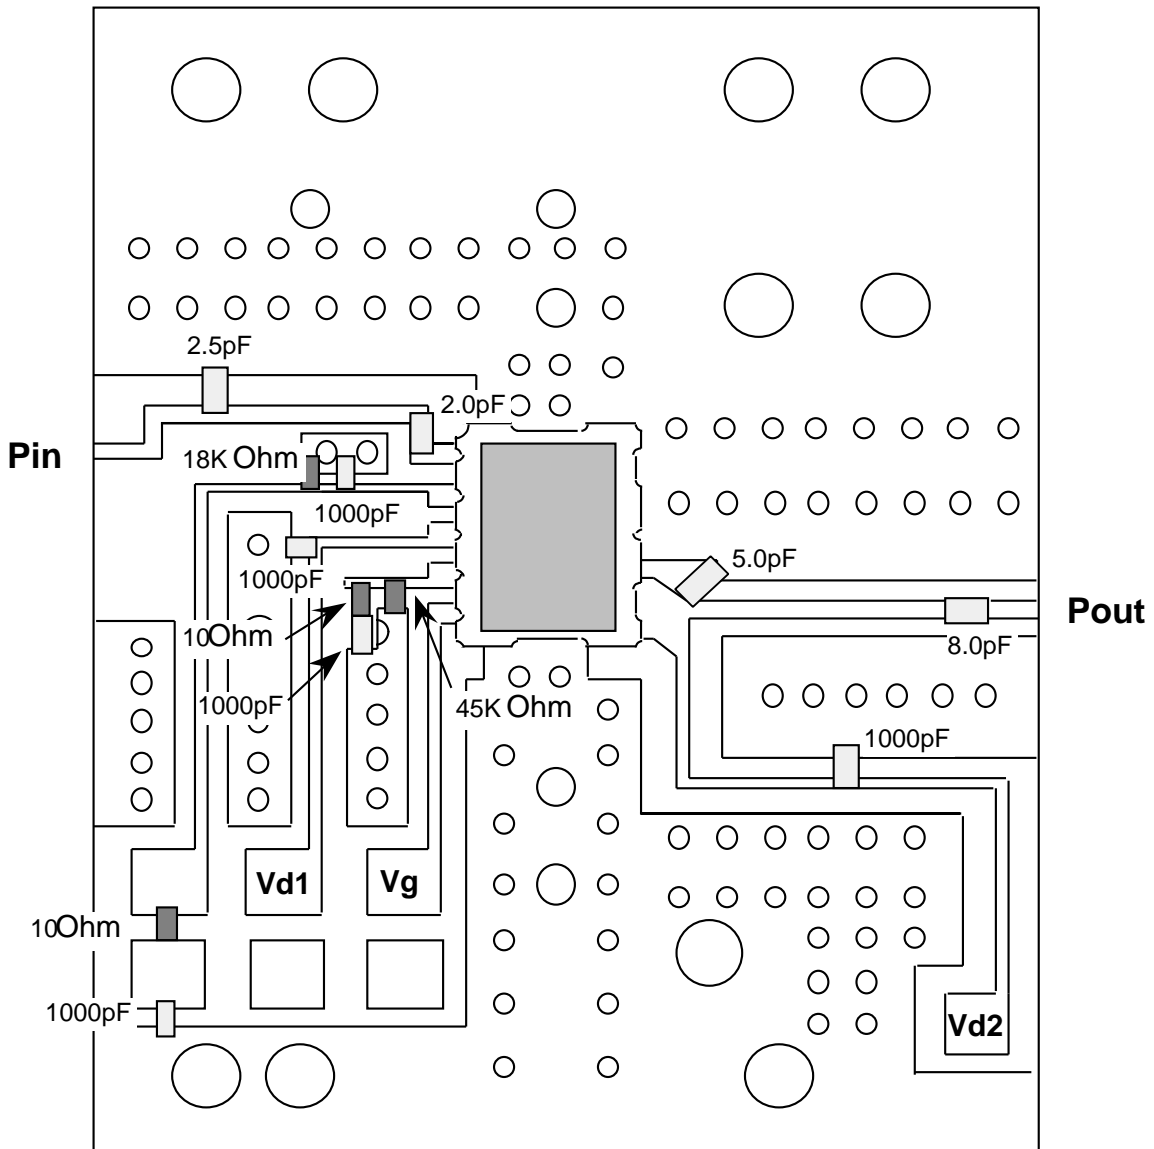 2.5pF
2.0pF
Pin
18K Ohm
1000pF
5.0pF
1000pF
Pout
10Ohm
8.0pF
1000pF
45K Ohm
1000pF
Vd1
Vg
10Ohm
1000pF
Vd2